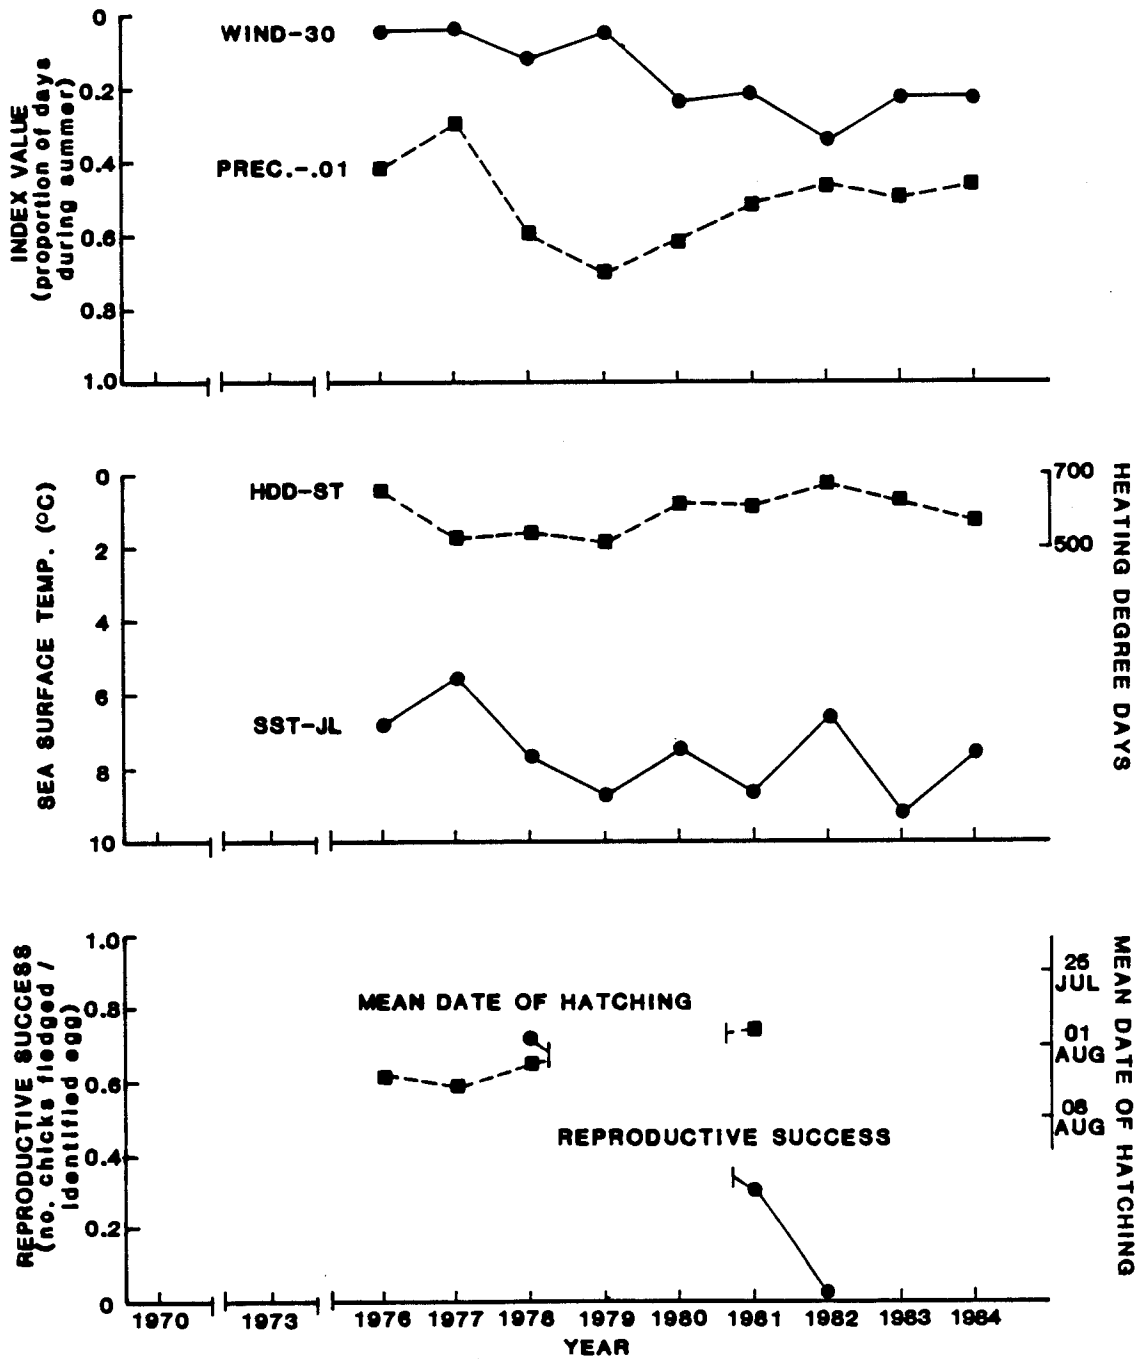 INDEX VALUE
(proportion of days
during summer)
0
0.2
0.4
0.6
0.8
1.0
WIND-30
PREC.-.01
SEA SURFACE TEMP. (°C)
0
2
4
6
8
10
HDD-ST
SST-JL
700
500
HEATING DEGREE DAYS
REPRODUCTIVE SUCCESS
(no. chicks fledged /
identified egg)
1.0
0.8
0.6
0.4
0.2
0
MEAN DATE OF HATCHING
REPRODUCTIVE SUCCESS
25
JUL
01
AUG
08
AUG
MEAN DATE OF HATCHING
1970 1973 1976 1977 1978 1979 1980 1981 1982 1983 1984
YEAR